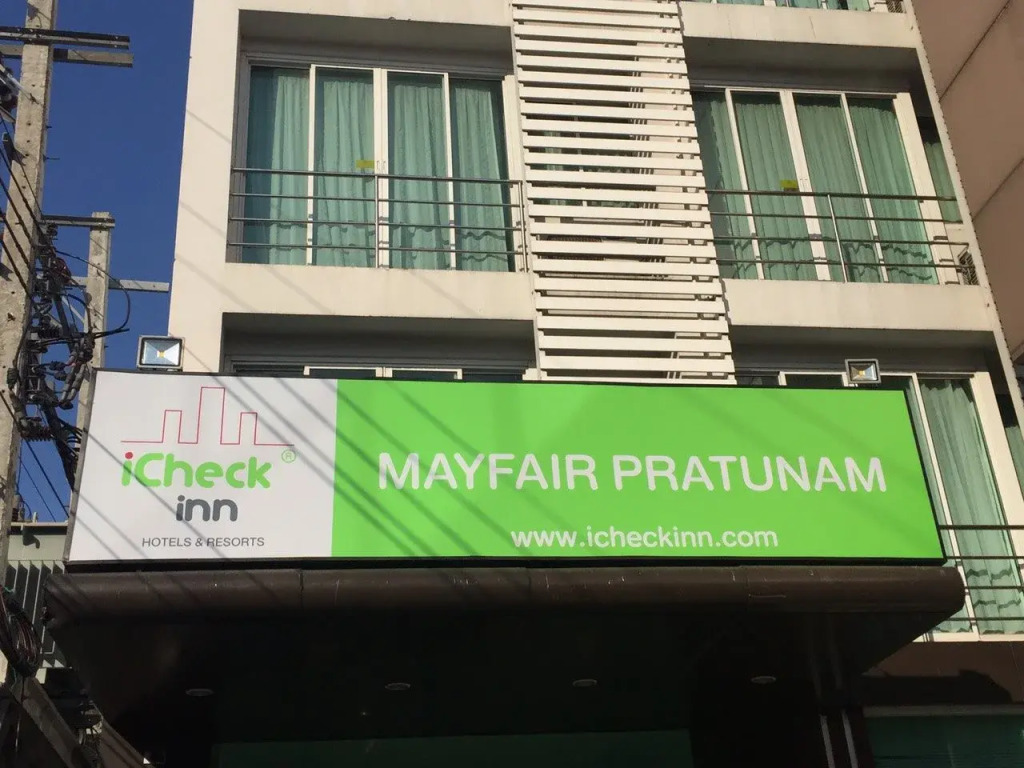 iCheck ®
inn
HOTELS & RESORTS
MAYFAIR PRATUNAM
www.icheckinn.com